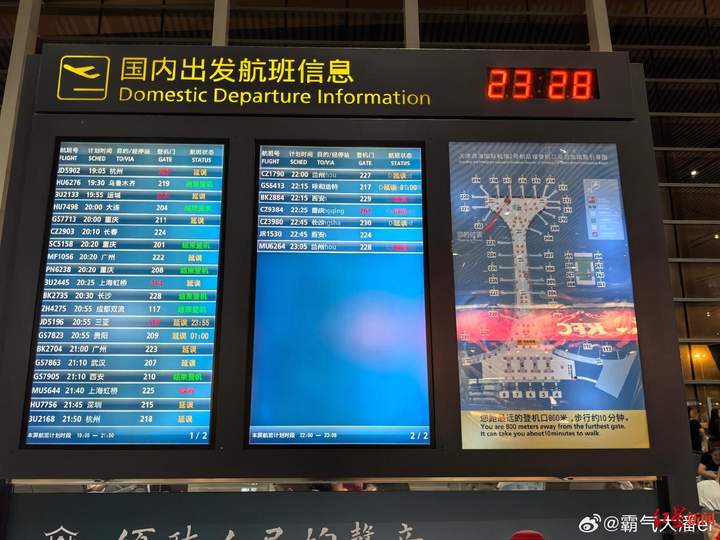 国内出发航班信息
Domestic Departure Information
23:28
航班号 计划时间 目的/经停站 登机门 航班状态
FLIGHT SCHED TO/VIA GATE STATUS
JD5902 19:05 杭州 延误
HU6276 19:30 乌鲁木齐 219 结束登机
3U2133 19:55 运城 延误
HU7498 20:00 大连 204 结束登机
GS7713 20:00 重庆 211 延误
CZ2903 20:10 长春 224
SC5158 20:20 重庆 201 结束登机
MF1056 20:20 广州 222 延误
PN6238 20:20 重庆 208 结束登机
3U2445 20:25 上海虹桥 延误
BK2735 20:30 长沙 228 结束登机
ZH4275 20:55 成都双流 117 结束登机
JD5196 20:55 三亚 延误 23:55
GS7823 20:55 贵阳 209 延误 01:00
BK2704 21:00 广州 223 延误
GS7863 21:10 武汉 207 延误
GS7905 21:10 西安 210 结束登机
MU5644 21:40 上海虹桥 225
HU7756 21:45 深圳 215 延误
3U2168 21:50 杭州 218 延误
本屏航班计划时段 19:05 - 21:50 1/2
航班号 计划时间 目的/经停站 登机门 航班状态
FLIGHT SCHED TO/VIA GATE STATUS
CZ1790 22:00 兰州hou 227 延误
GS6413 22:15 呼和浩特 217 延误 01:00
BK2884 22:15 西安 229 延误
CZ9384 22:25 重庆ngqing 延误
CZ3980 22:45 长沙ngsha 230 延误
JR1530 22:45 西安 224
MU6264 23:05 兰州hou 228 延误
本屏航班计划时段 22:00 - 23:00 2/2
您距最远的登机口800米,步行约10分钟。
You are 800 meters away from the furthest gate.
It can take you about10minutes to walk.
KFC
@霸气大潘er
红星新闻